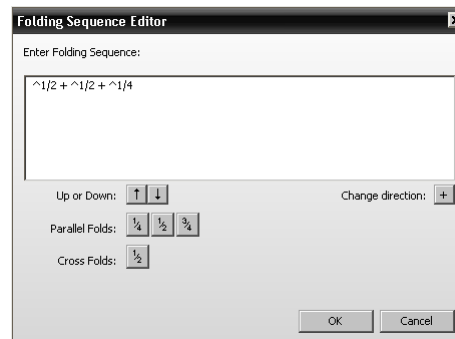 Folding Sequence Editor
Enter Folding Sequence:
^1/2 + ^1/2 + ^1/4
Up or Down: ↑ ↓ Change direction: +
Parallel Folds: ¼ ½ ¾
Cross Folds: ½
OK Cancel